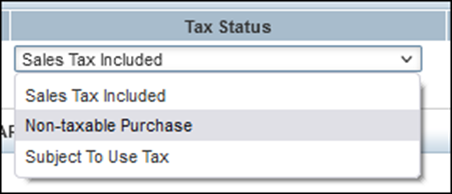 Tax Status
Sales Tax Included
Sales Tax Included
Non-taxable Purchase
Subject To Use Tax